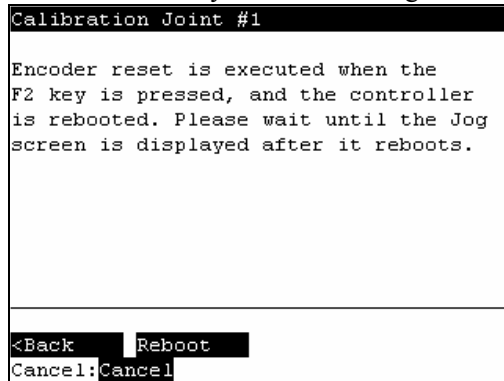 Calibration Joint #1
Encoder reset is executed when the
F2 key is pressed, and the controller
is rebooted. Please wait until the Jog
screen is displayed after it reboots.
<Back Reboot
Cancel:Cancel